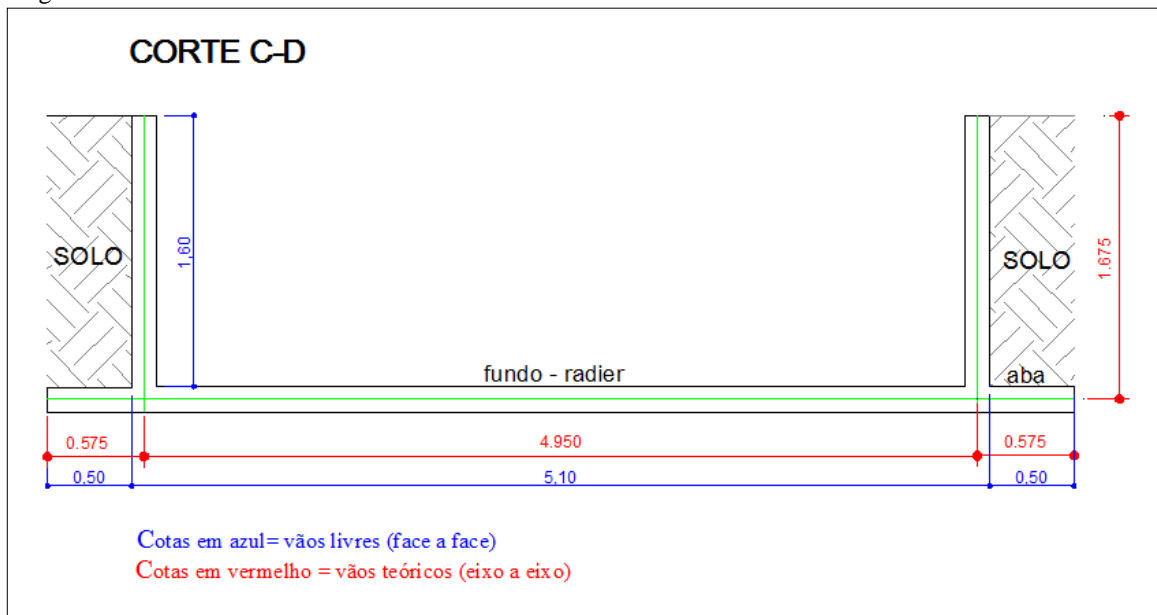 CORTE C-D
SOLO
1,60
SOLO
1.675
fundo - radier
aba
0.575
4.950
0.575
0,50
5,10
0,50
Cotas em azul= vãos livres (face a face)
Cotas em vermelho = vãos teóricos (eixo a eixo)